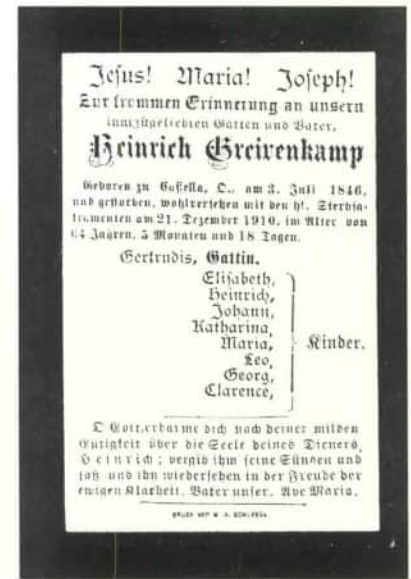 Jesus! Maria! Joseph!
Zur frommen Erinnerung an unsern
innigstgeliebten Gatten und Vater,
Heinrich Greivenkamp
Geboren zu Casella, O., am 3. Juli 1846,
und gestorben, wohlversehen mit den hl. Sterbsa-
kramenten am 21. Dezember 1910, im Alter von
64 Jahren, 5 Monaten und 18 Tagen.
Gertrudis, Gattin.
Elisabeth,
Heinrich,
Johann,
Katharina,
Maria, Kinder.
Leo,
Georg,
Clarence,
O Gott, erbarme dich nach deiner milden
Gutigkeit über die Seele deines Dieners,
Heinrich; vergib ihm seine Sünden und
laß uns ihn wiedersehen in der Freude der
ewigen Klarheit. Vater unser. Ave Maria.